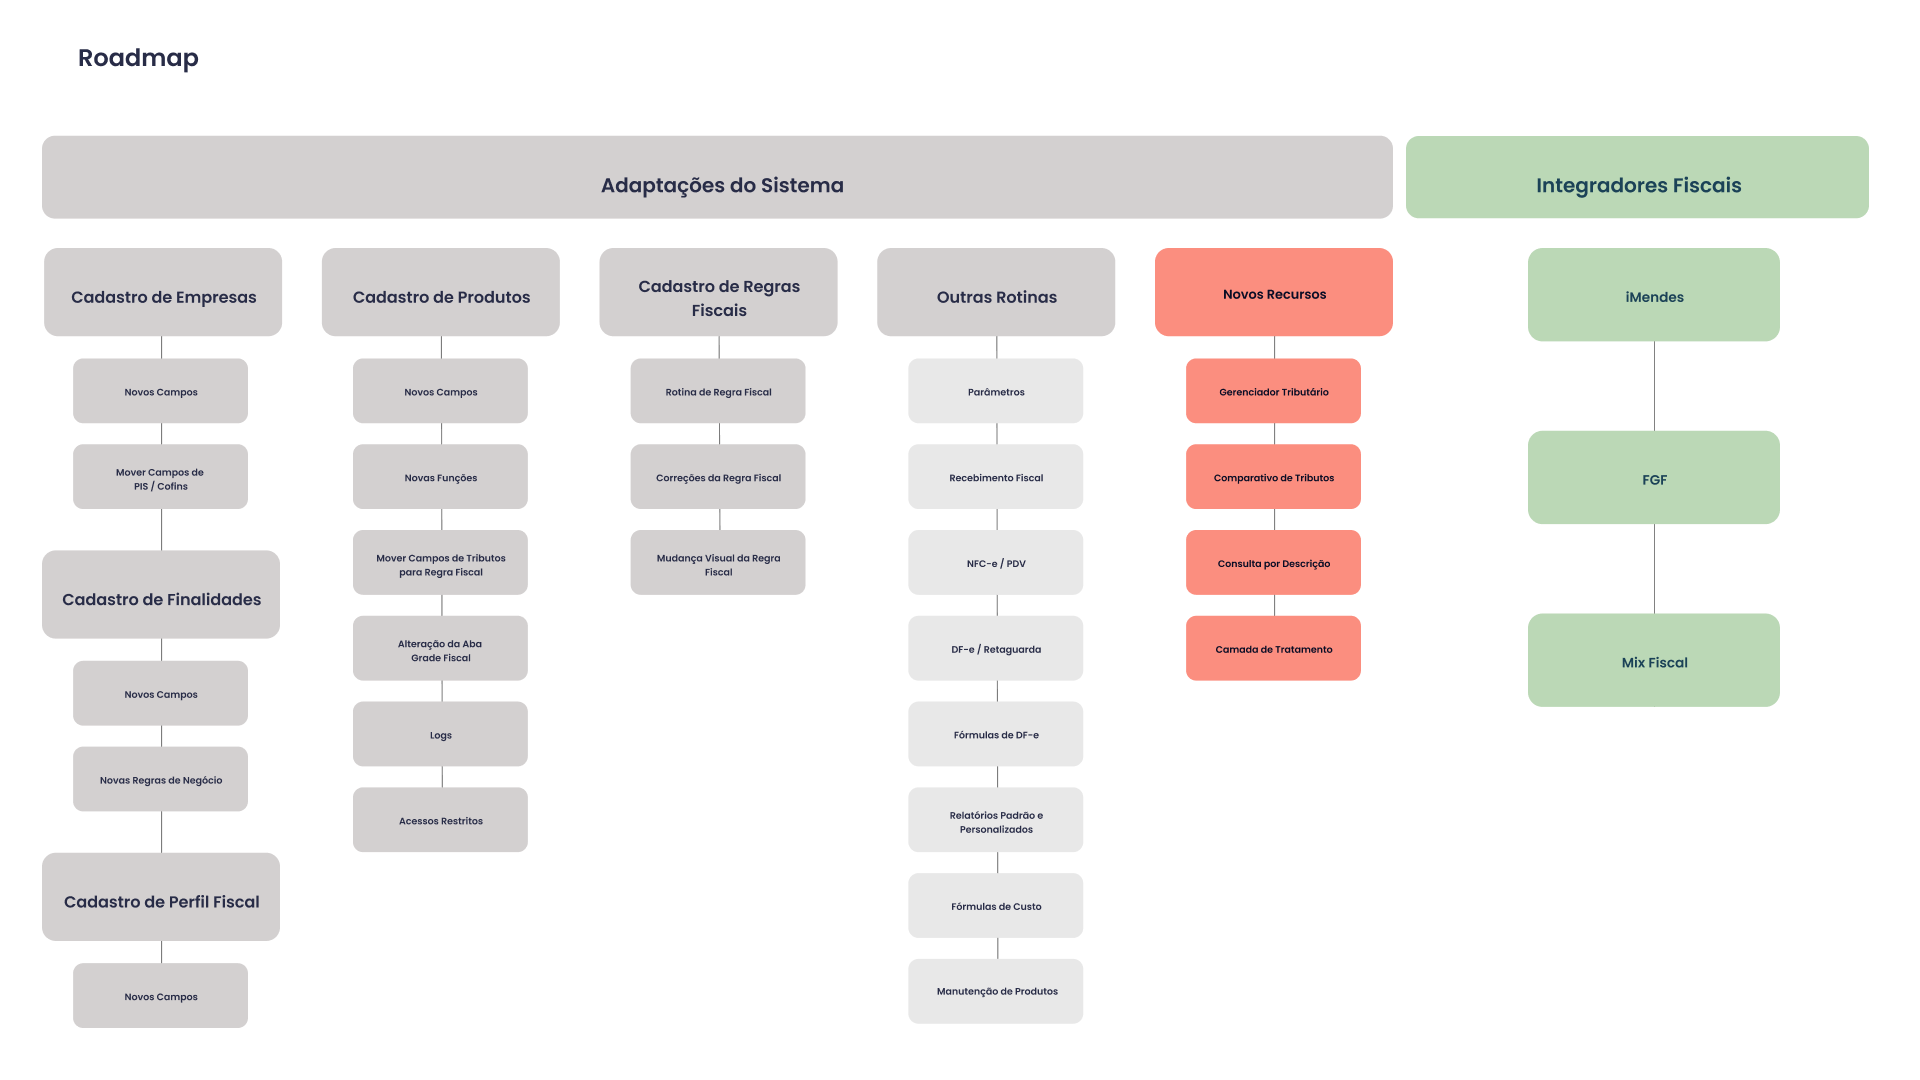 Roadmap
Adaptações do Sistema
Integradores Fiscais
Cadastro de Empresas
Novos Campos
Mover Campos de
PIS / Cofins
Cadastro de Finalidades
Novos Campos
Novas Regras de Negócio
Cadastro de Perfil Fiscal
Novos Campos
Cadastro de Produtos
Novos Campos
Novas Funções
Mover Campos de Tributos
para Regra Fiscal
Alteração da Aba
Grade Fiscal
Logs
Acessos Restritos
Cadastro de Regras
Fiscais
Rotina de Regra Fiscal
Correções da Regra Fiscal
Mudança Visual da Regra
Fiscal
Outras Rotinas
Parâmetros
Recebimento Fiscal
NFC-e / PDV
DF-e / Retaguarda
Fórmulas de DF-e
Relatórios Padrão e
Personalizados
Fórmulas de Custo
Manutenção de Produtos
Novos Recursos
Gerenciador Tributário
Comparativo de Tributos
Consulta por Descrição
Camada de Tratamento
iMendes
FGF
Mix Fiscal